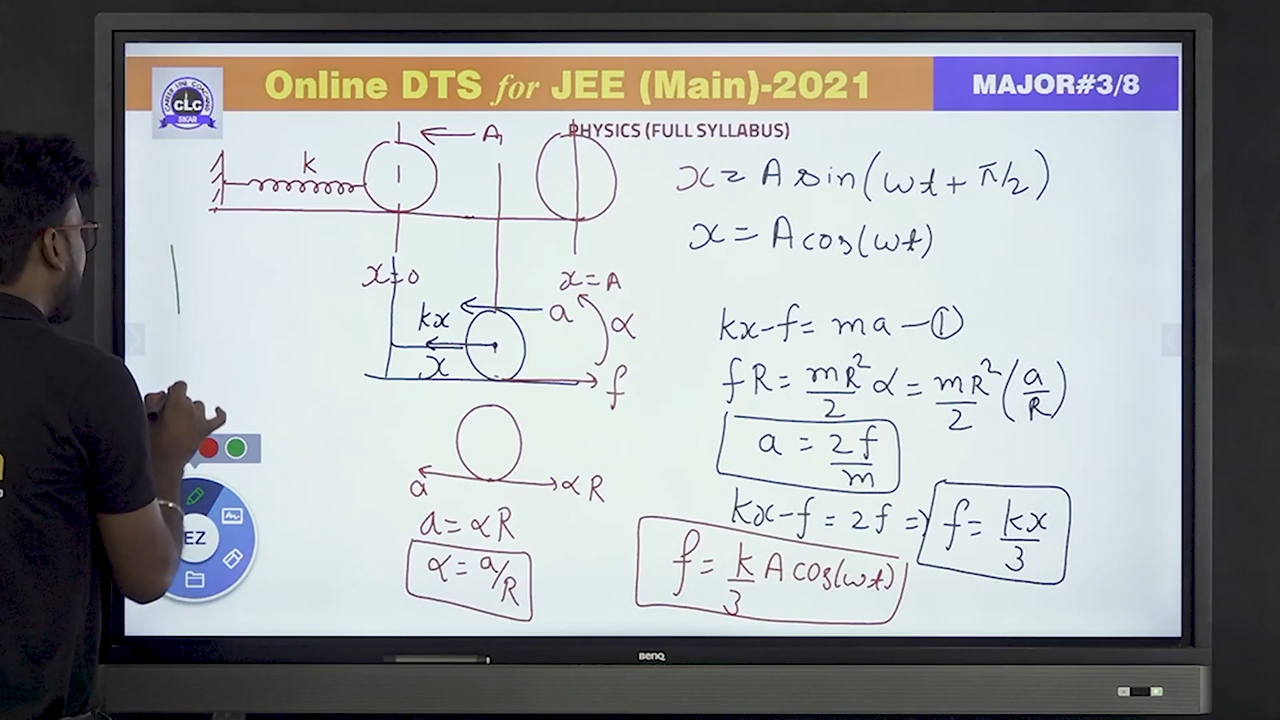 Online DTS for JEE (Main)-2021
MAJOR#3/8
CLC
SIKAR
PHYSICS (FULL SYLLABUS)
k
A
x = A sin(ωt + π/2)
x = A cos(ωt)
x=0
x=A
kx
a
α
x
f
kx-f = ma —①
fR = mR²/2 α = mR²/2 (a/R)
a = 2f/m
kx-f = 2f ⇒ f = kx/3
f = k/3 A cos(ωt)
a
αR
a = αR
α = a/R
EZ
BenQ